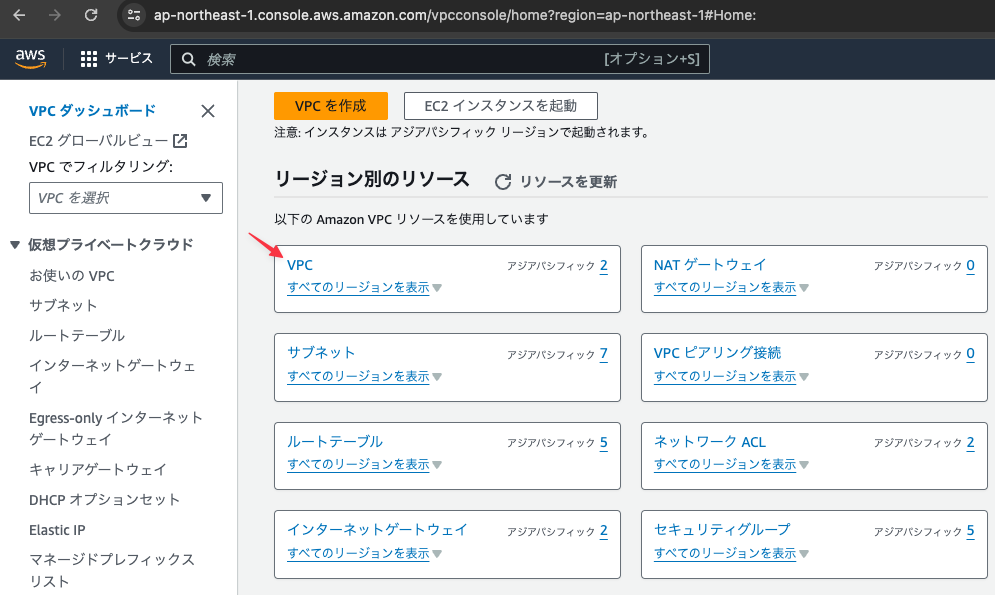 ap-northeast-1.console.aws.amazon.com/vpcconsole/home?region=ap-northeast-1#Home:
aws
サービス
検索
[オプション+S]
VPC ダッシュボード
EC2 グローバルビュー
VPC でフィルタリング:
VPC を選択
仮想プライベートクラウド
お使いの VPC
サブネット
ルートテーブル
インターネットゲートウェ
イ
Egress-only インターネット
ゲートウェイ
キャリアゲートウェイ
DHCP オプションセット
Elastic IP
マネージドプレフィックス
リスト
VPC を作成
EC2 インスタンスを起動
注意: インスタンスは アジアパシフィック リージョンで起動されます。
リージョン別のリソース
リソースを更新
以下の Amazon VPC リソースを使用しています
VPC アジアパシフィック 2
すべてのリージョンを表示
NAT ゲートウェイ アジアパシフィック 0
すべてのリージョンを表示
サブネット アジアパシフィック 7
すべてのリージョンを表示
VPC ピアリング接続 アジアパシフィック 0
すべてのリージョンを表示
ルートテーブル アジアパシフィック 5
すべてのリージョンを表示
ネットワーク ACL アジアパシフィック 2
すべてのリージョンを表示
インターネットゲートウェイ アジアパシフィック 2
すべてのリージョンを表示
セキュリティグループ アジアパシフィック 5
すべてのリージョンを表示